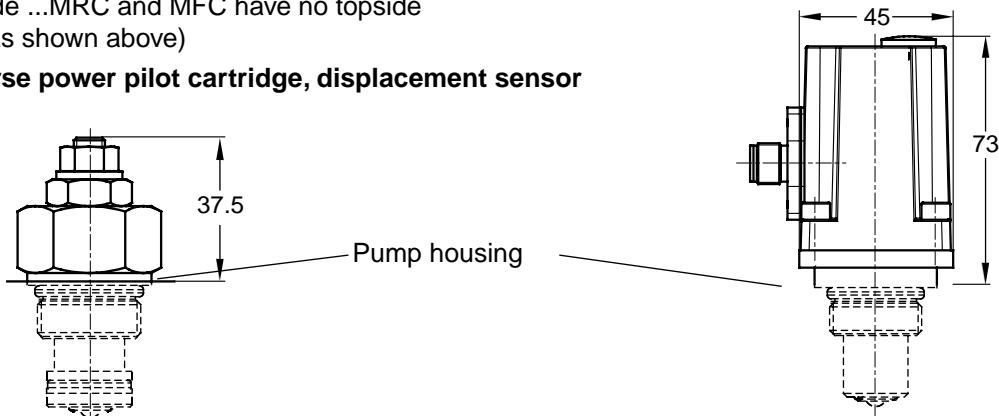 de ...MRC and MFC have no topside
s shown above)
rse power pilot cartridge, displacement sensor
45
73
37.5
Pump housing